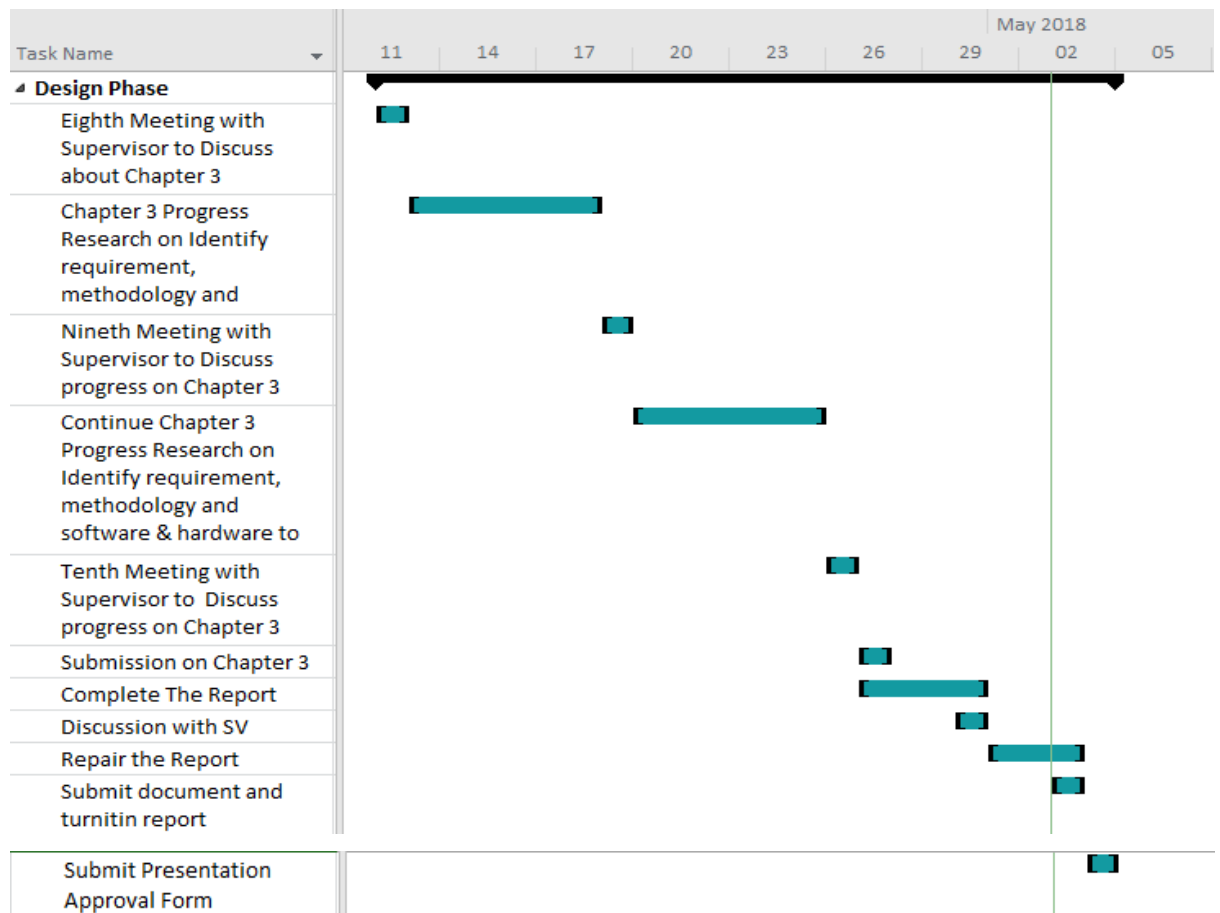 May 2018
Task Name
11 14 17 20 23 26 29 02 05
Design Phase
Eighth Meeting with
Supervisor to Discuss
about Chapter 3
Chapter 3 Progress
Research on Identify
requirement,
methodology and
Nineth Meeting with
Supervisor to Discuss
progress on Chapter 3
Continue Chapter 3
Progress Research on
Identify requirement,
methodology and
software & hardware to
Tenth Meeting with
Supervisor to Discuss
progress on Chapter 3
Submission on Chapter 3
Complete The Report
Discussion with SV
Repair the Report
Submit document and
turnitin report
Submit Presentation
Approval Form